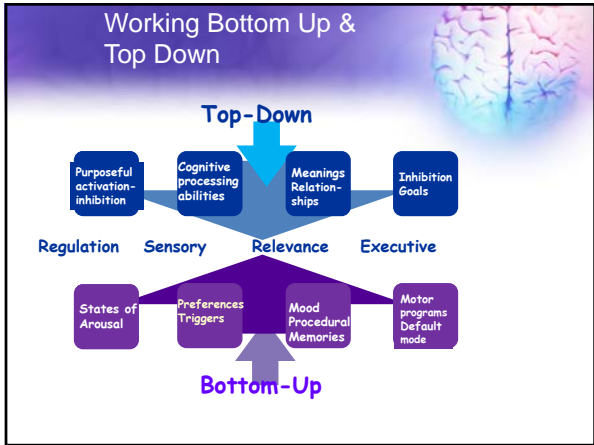 Working Bottom Up &
Top Down
Top-Down
Purposeful
activation-
inhibition
Cognitive
processing
abilities
Meanings
Relation-
ships
Inhibition
Goals
Regulation Sensory Relevance Executive
States of
Arousal
Preferences
Triggers
Mood
Procedural
Memories
Motor
programs
Default
mode
Bottom-Up